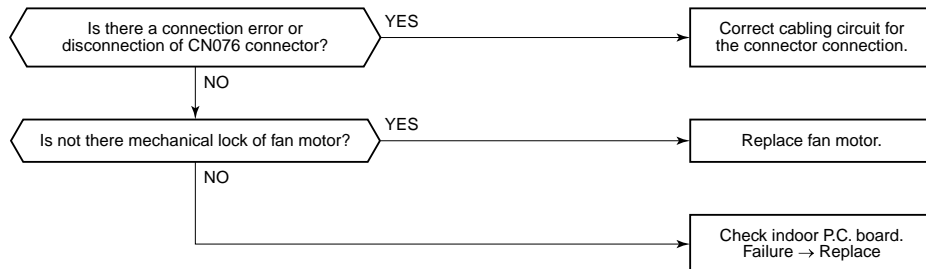 Is there a connection error or
disconnection of CN076 connector?
YES
Correct cabling circuit for
the connector connection.
NO
Is not there mechanical lock of fan motor?
YES
Replace fan motor.
NO
Check indoor P.C. board.
Failure → Replace